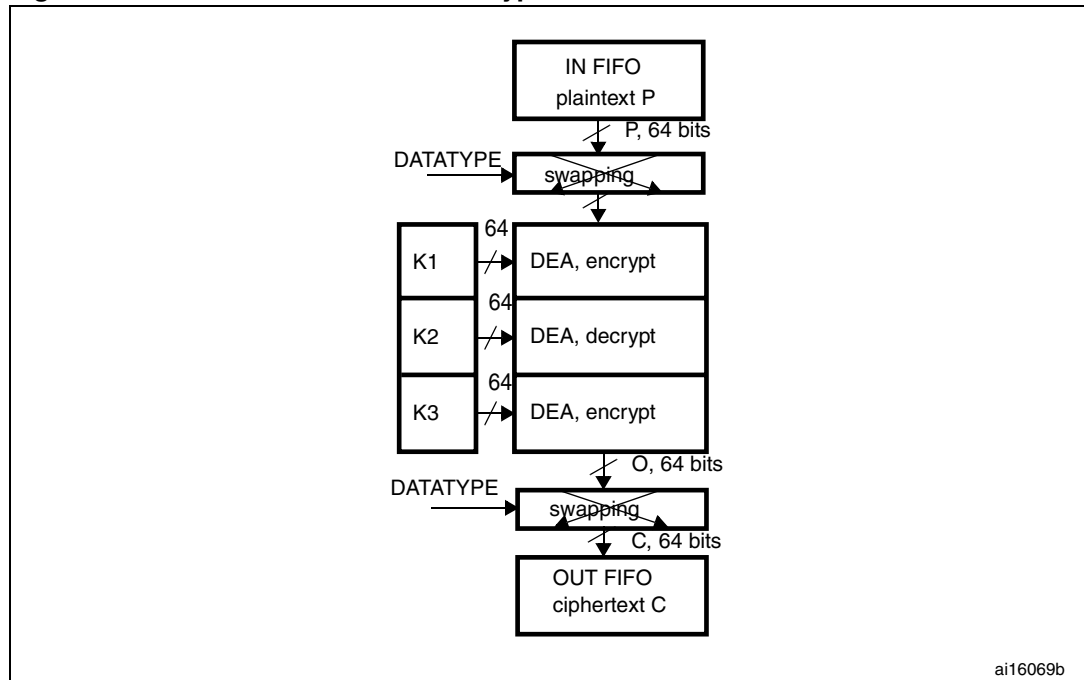 IN FIFO
plaintext P
P, 64 bits
DATATYPE
swapping
64
K1
DEA, encrypt
64
K2
DEA, decrypt
64
K3
DEA, encrypt
O, 64 bits
DATATYPE
swapping
C, 64 bits
OUT FIFO
ciphertext C
ai16069b